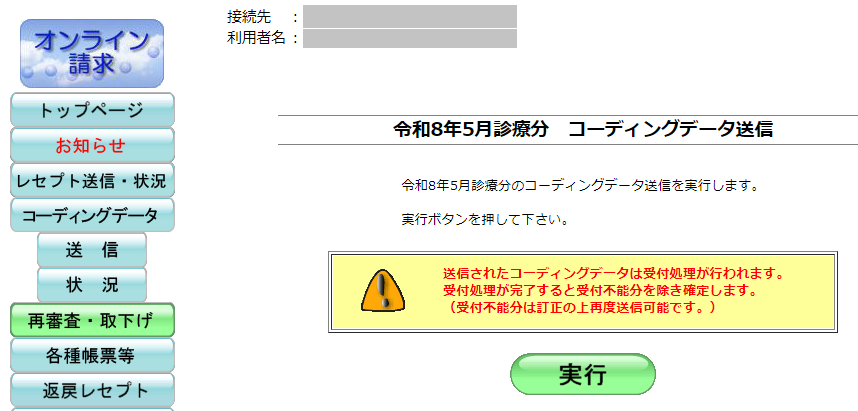 オンライン
請求
トップページ
お知らせ
レセプト送信・状況
コーディングデータ
送　信
状　況
再審査・取下げ
各種帳票等
返戻レセプト
接続先　：
利用者名：
令和8年5月診療分　コーディングデータ送信
令和8年5月診療分のコーディングデータ送信を実行します。
実行ボタンを押して下さい。
送信されたコーディングデータは受付処理が行われます。
受付処理が完了すると受付不能分を除き確定します。
（受付不能分は訂正の上再度送信可能です。）
実行